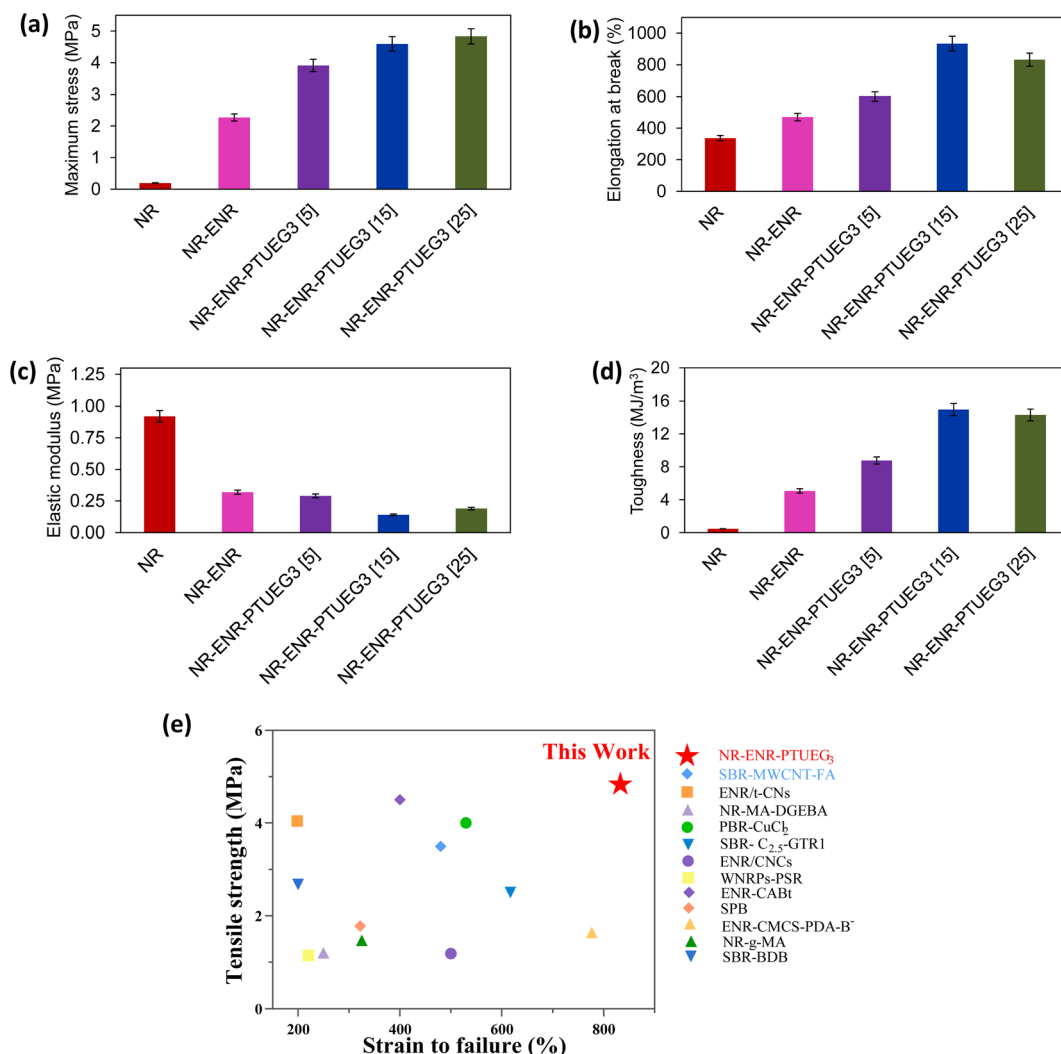 (a)
Maximum stress (MPa)
5
4
3
2
1
0
NR
NR-ENR
NR-ENR-PTUEG3 [5]
NR-ENR-PTUEG3 [15]
NR-ENR-PTUEG3 [25]
(b)
Elongation at break (%)
1000
800
600
400
200
0
NR
NR-ENR
NR-ENR-PTUEG3 [5]
NR-ENR-PTUEG3 [15]
NR-ENR-PTUEG3 [25]
(c)
Elastic modulus (MPa)
1.25
1.00
0.75
0.50
0.25
0.00
NR
NR-ENR
NR-ENR-PTUEG3 [5]
NR-ENR-PTUEG3 [15]
NR-ENR-PTUEG3 [25]
(d)
Toughness (MJ/m³)
20
16
12
8
4
0
NR
NR-ENR
NR-ENR-PTUEG3 [5]
NR-ENR-PTUEG3 [15]
NR-ENR-PTUEG3 [25]
(e)
Tensile strength (MPa)
6
4
2
0
200
400
600
800
Strain to failure (%)
This Work
NR-ENR-PTUEG₃
SBR-MWCNT-FA
ENR/t-CNs
NR-MA-DGEBA
PBR-CuCl₂
SBR- C₂.₅-GTR1
ENR/CNCs
WNRPs-PSR
ENR-CABt
SPB
ENR-CMCS-PDA-B⁻
NR-g-MA
SBR-BDB